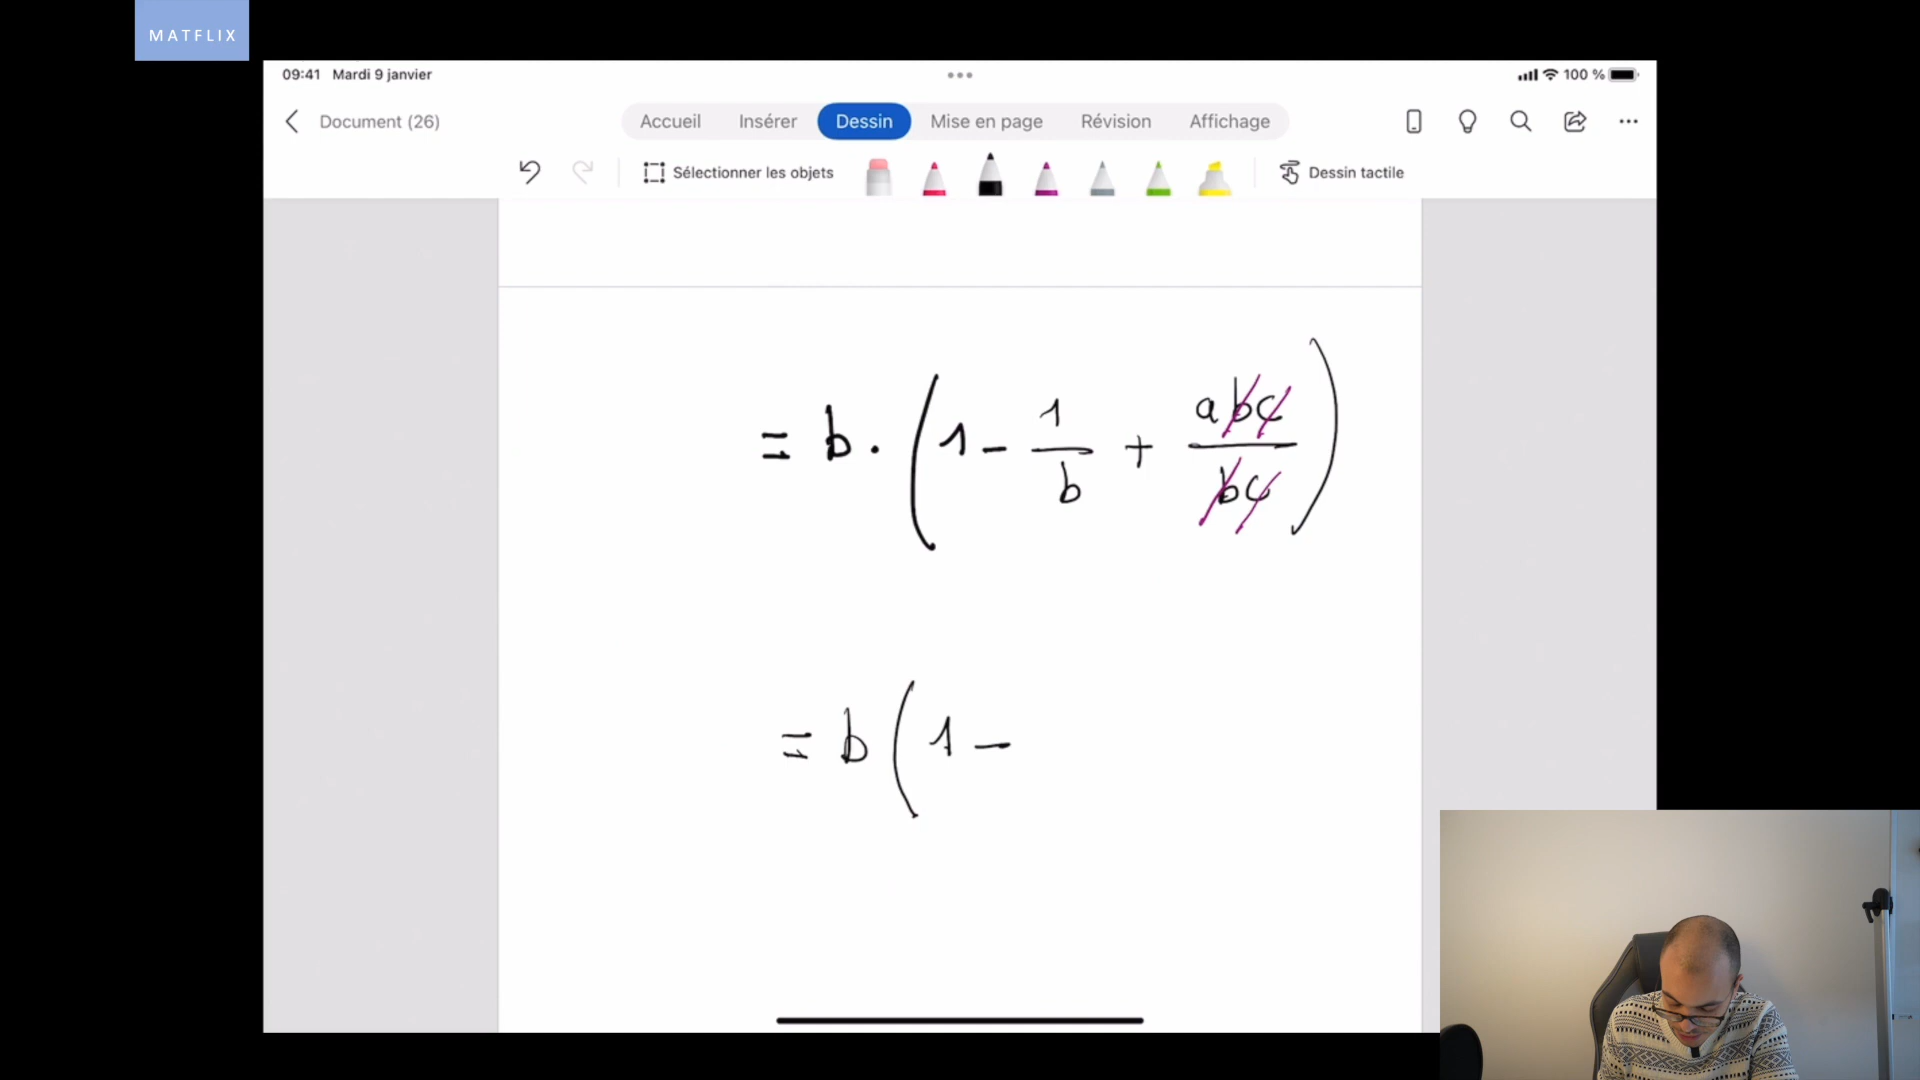 MATFLIX
09:41 Mardi 9 janvier
100 %
Document (26)
Accueil Insérer Dessin Mise en page Révision Affichage
Sélectionner les objets
Dessin tactile
= b · (1 - 1/b + abc/bc)
= b (1 -